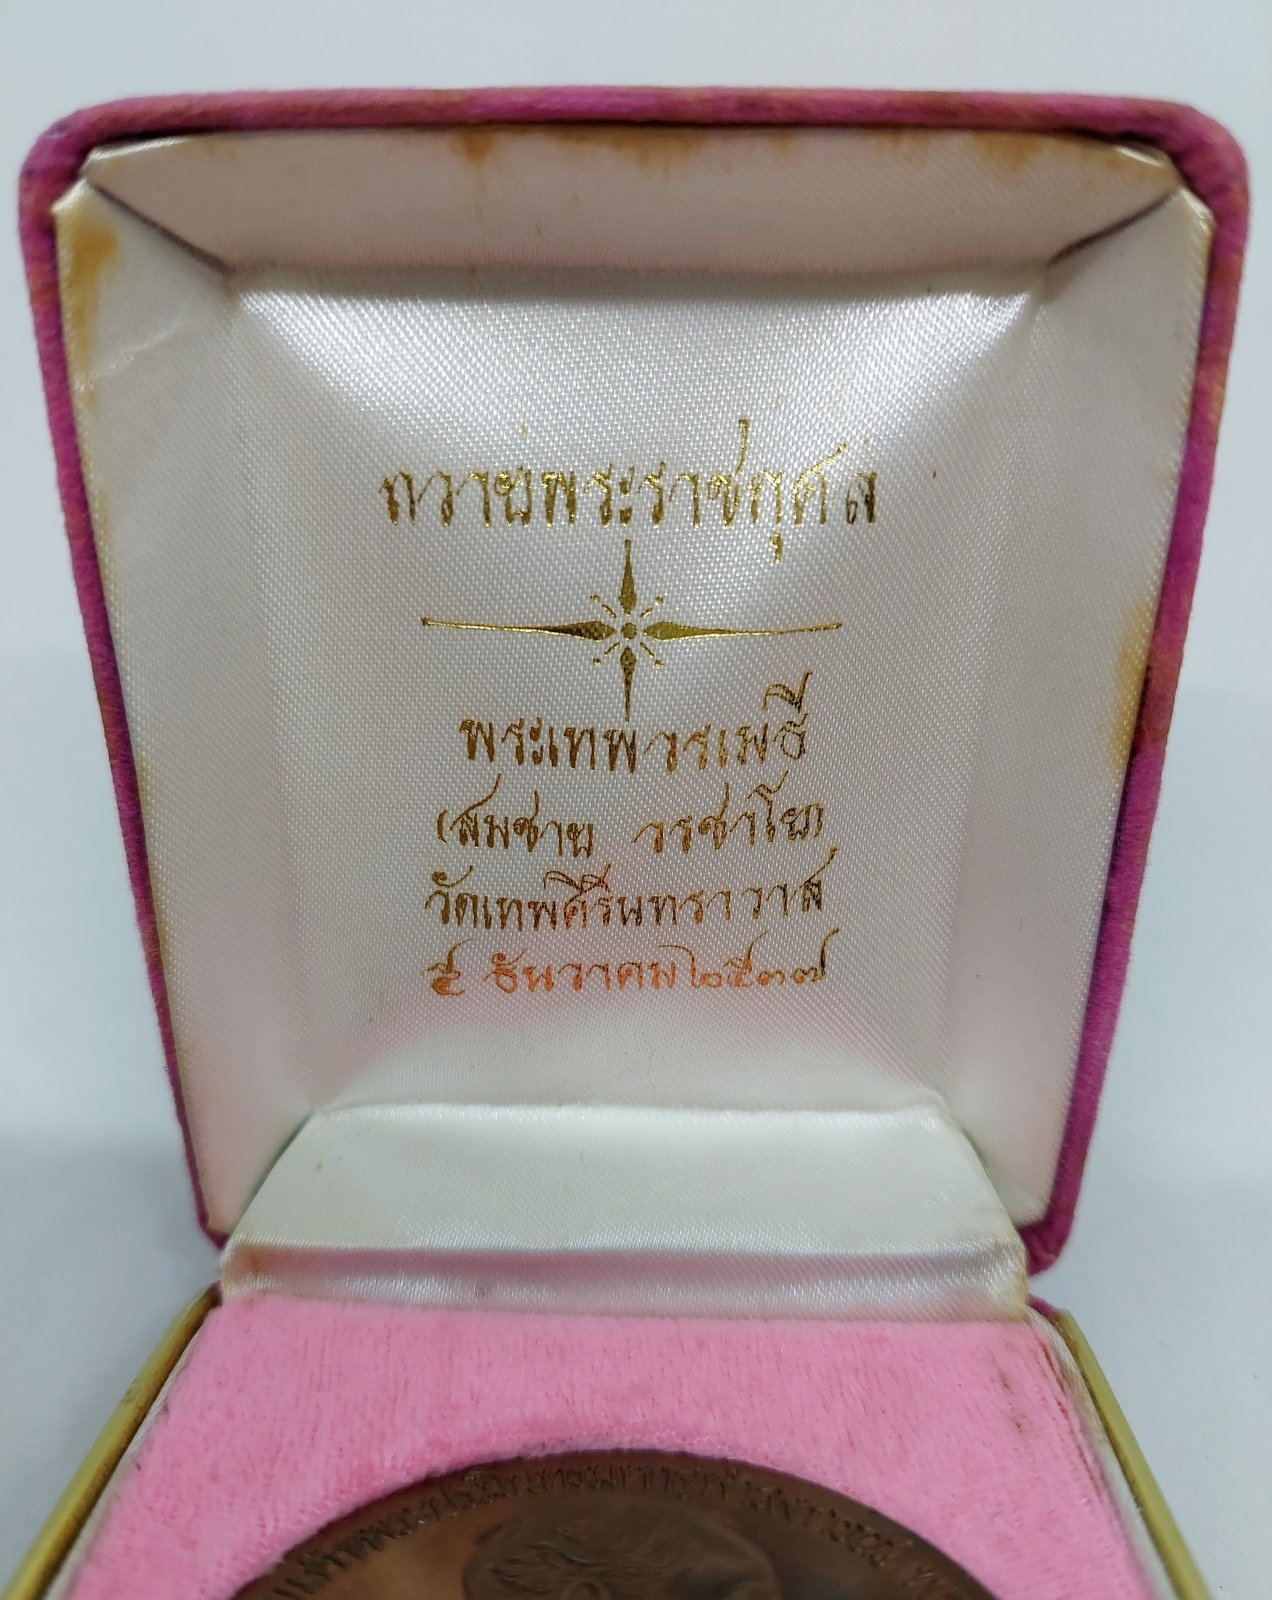 ถวายพระราชกุศล
พระเทพวรเมธี
(สมชาย วรชาโย)
วัดเทพศิรินทราวาส
๕ ธันวาคม ๒๕๓๗